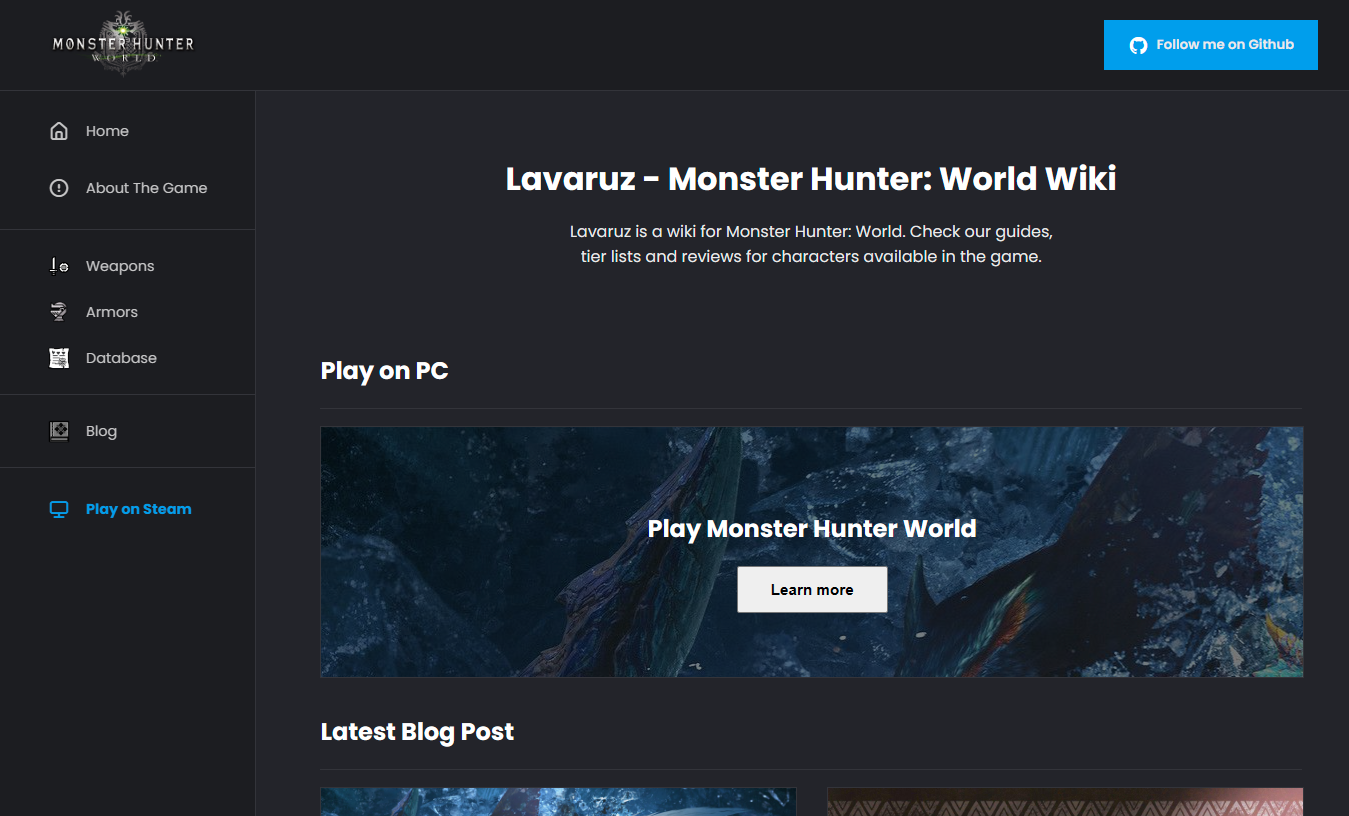 MONSTER HUNTER
WORLD
Follow me on Github
Home
About The Game
Weapons
Armors
Database
Blog
Play on Steam
Lavaruz - Monster Hunter: World Wiki
Lavaruz is a wiki for Monster Hunter: World. Check our guides,
tier lists and reviews for characters available in the game.
Play on PC
Play Monster Hunter World
Learn more
Latest Blog Post